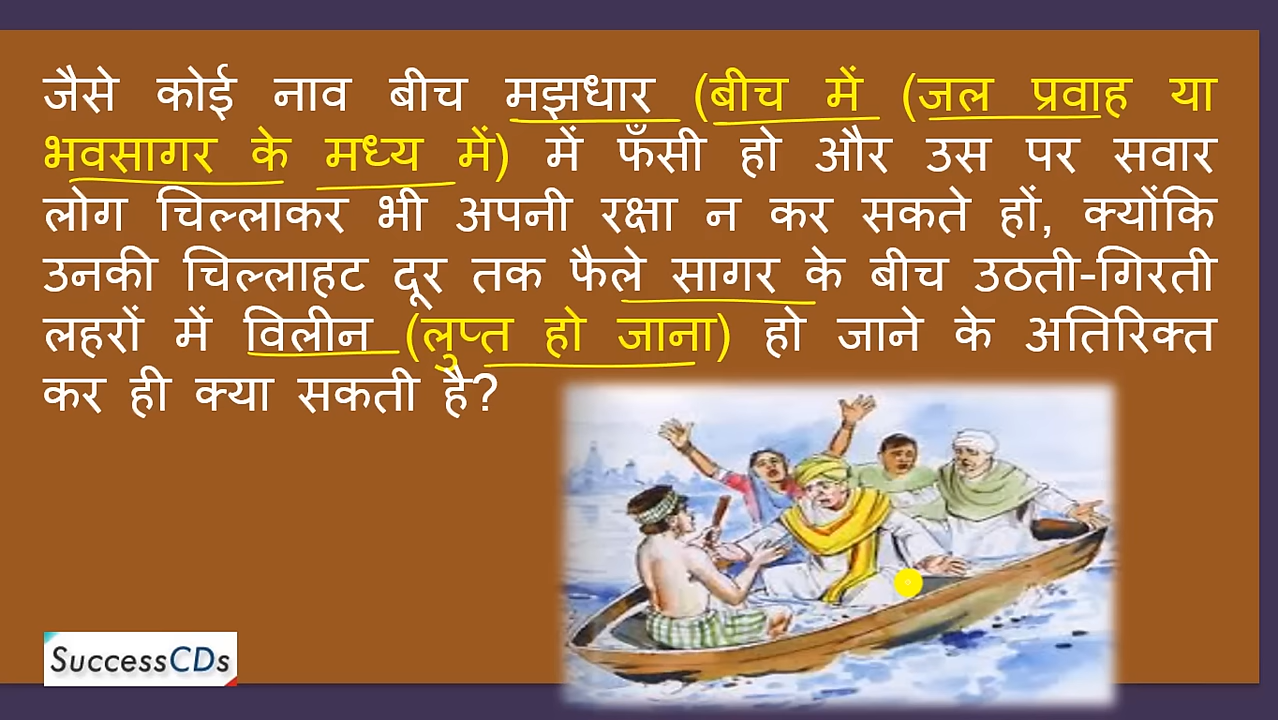 जैसे कोई नाव बीच मझधार (बीच में (जल प्रवाह या
भवसागर के मध्य में) में फँसी हो और उस पर सवार
लोग चिल्लाकर भी अपनी रक्षा न कर सकते हों, क्योंकि
उनकी चिल्लाहट दूर तक फैले सागर के बीच उठती-गिरती
लहरों में विलीन (लुप्त हो जाना) हो जाने के अतिरिक्त
कर ही क्या सकती है?
SuccessCDs